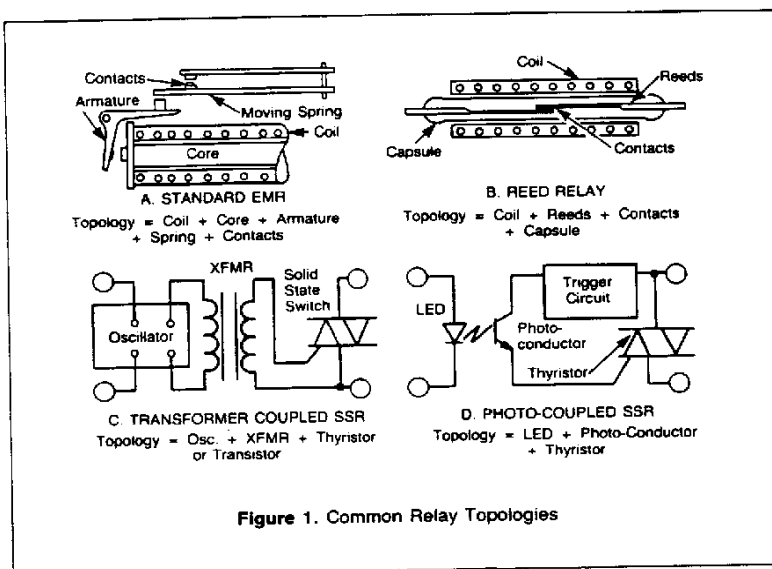 Contacts
Armature
Moving Spring
Coil
Core
A. STANDARD EMR
Topology = Coil + Core + Armature
+ Spring + Contacts
Coil
Reeds
Contacts
Capsule
B. REED RELAY
Topology = Coil + Reeds + Contacts
+ Capsule
XFMR
Solid
State
Switch
Oscillator
C. TRANSFORMER COUPLED SSR
Topology = Osc. + XFMR + Thyristor
or Transistor
LED
Trigger
Circuit
Photo-
conductor
Thyristor
D. PHOTO-COUPLED SSR
Topology = LED + Photo-Conductor
+ Thyristor
Figure 1. Common Relay Topologies